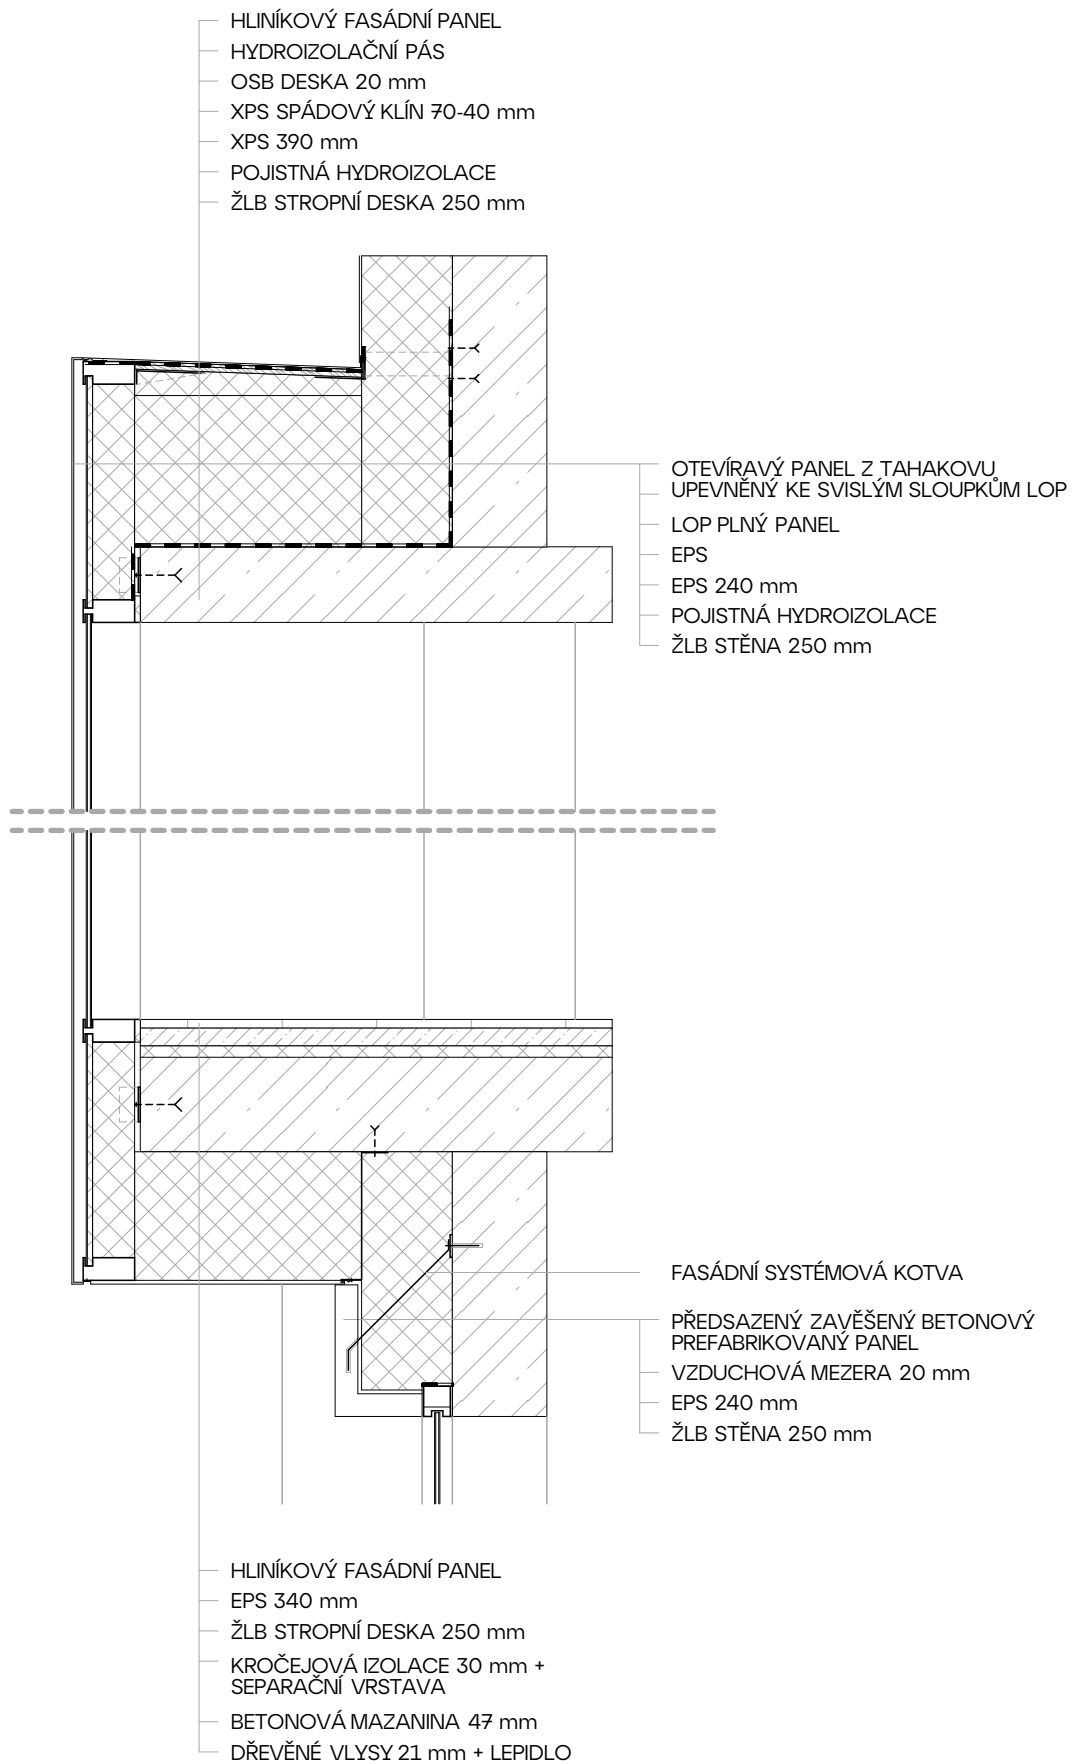 HLINÍKOVÝ FASÁDNÍ PANEL
HYDROIZOLAČNÍ PÁS
OSB DESKA 20 mm
XPS SPÁDOVÝ KLÍN 70-40 mm
XPS 390 mm
POJISTNÁ HYDROIZOLACE
ŽLB STROPNÍ DESKA 250 mm
OTEVÍRAVÝ PANEL Z TAHAKOVU
UPEVNĚNÝ KE SVISLÝM SLOUPKŮM LOP
LOP PLNÝ PANEL
EPS
EPS 240 mm
POJISTNÁ HYDROIZOLACE
ŽLB STĚNA 250 mm
FASÁDNÍ SYSTÉMOVÁ KOTVA
PŘEDSAZENÝ ZAVĚŠENÝ BETONOVÝ
PREFABRIKOVANÝ PANEL
VZDUCHOVÁ MEZERA 20 mm
EPS 240 mm
ŽLB STĚNA 250 mm
HLINÍKOVÝ FASÁDNÍ PANEL
EPS 340 mm
ŽLB STROPNÍ DESKA 250 mm
KROČEJOVÁ IZOLACE 30 mm +
SEPARAČNÍ VRSTAVA
BETONOVÁ MAZANINA 47 mm
DŘEVĚNÉ VLYSY 21 mm + LEPIDLO